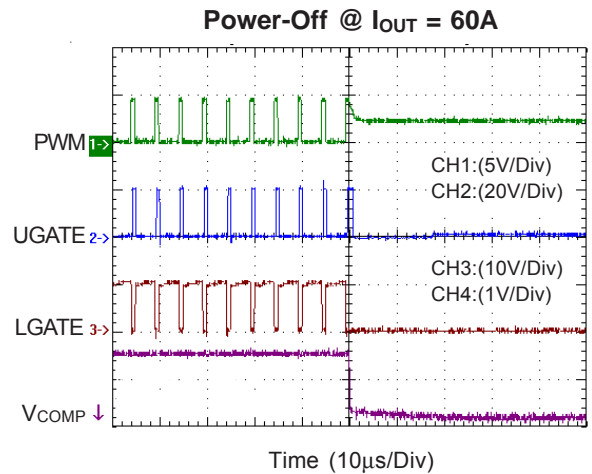 Power-Off @ IOUT = 60A
PWM 1->
CH1:(5V/Div)
CH2:(20V/Div)
UGATE 2->
CH3:(10V/Div)
CH4:(1V/Div)
LGATE 3->
VCOMP ↓
Time (10μs/Div)